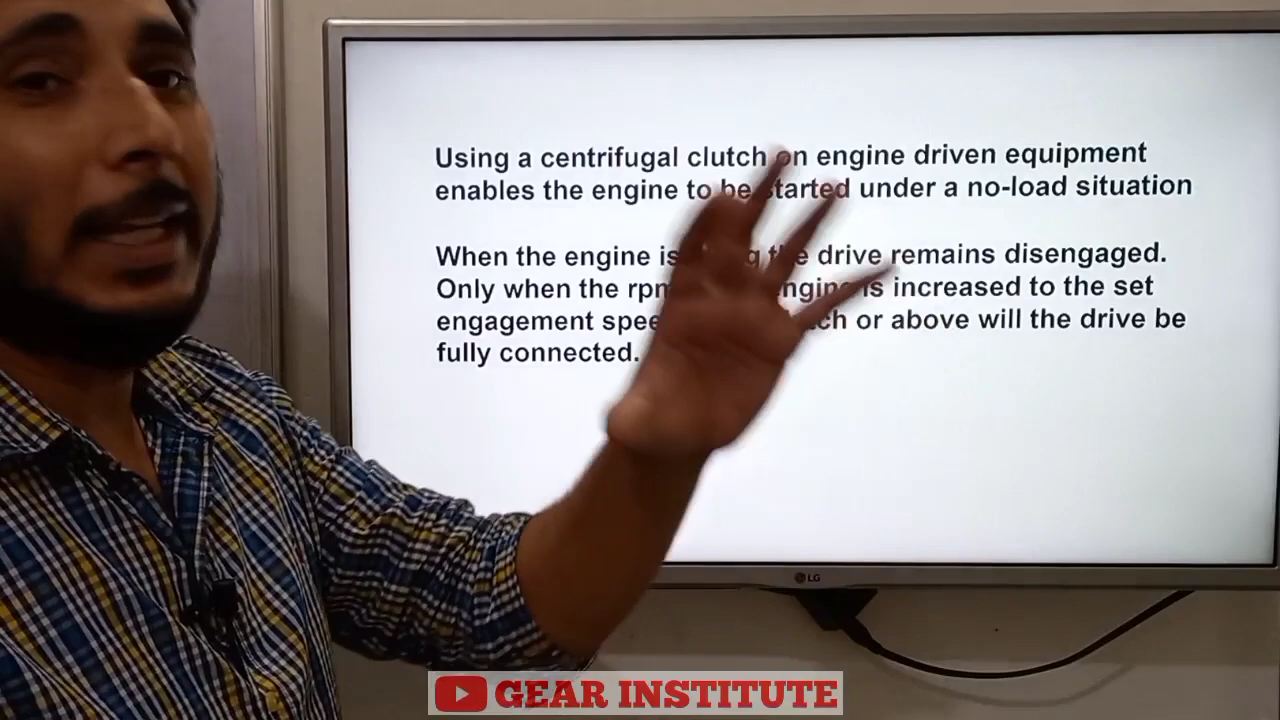 Using a centrifugal clutch on engine driven equipment
enables the engine to be started under a no-load situation
When the engine is the drive remains disengaged.
Only when the rpm engine is increased to the set
engagement speed or above will the drive be
fully connected.
LG
GEAR INSTITUTE